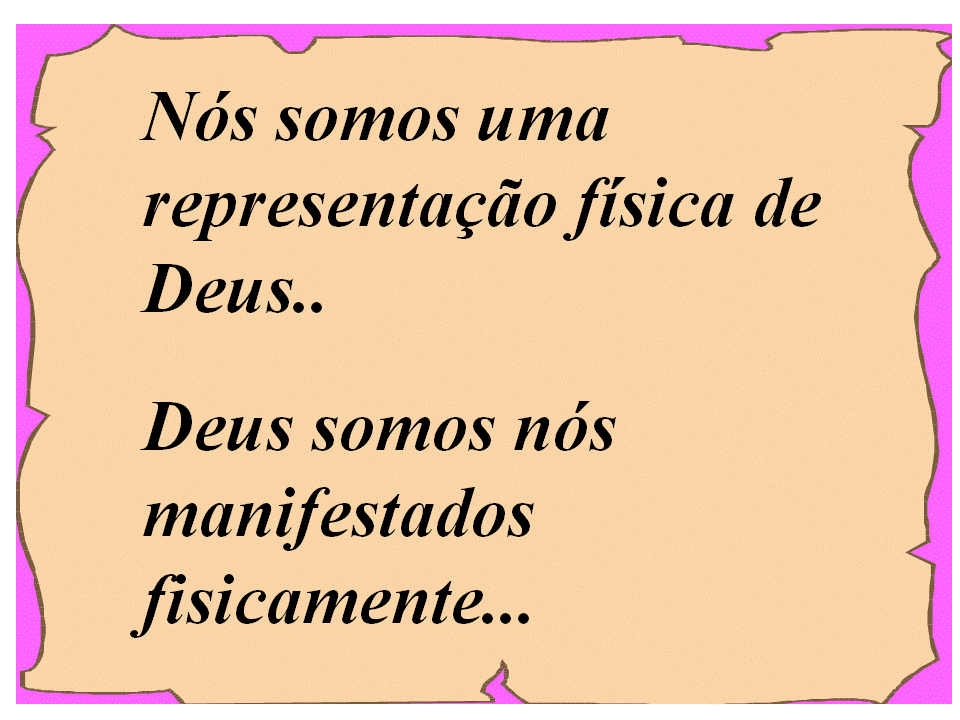 Nós somos uma
representação física de
Deus..
Deus somos nós
manifestados
fisicamente...